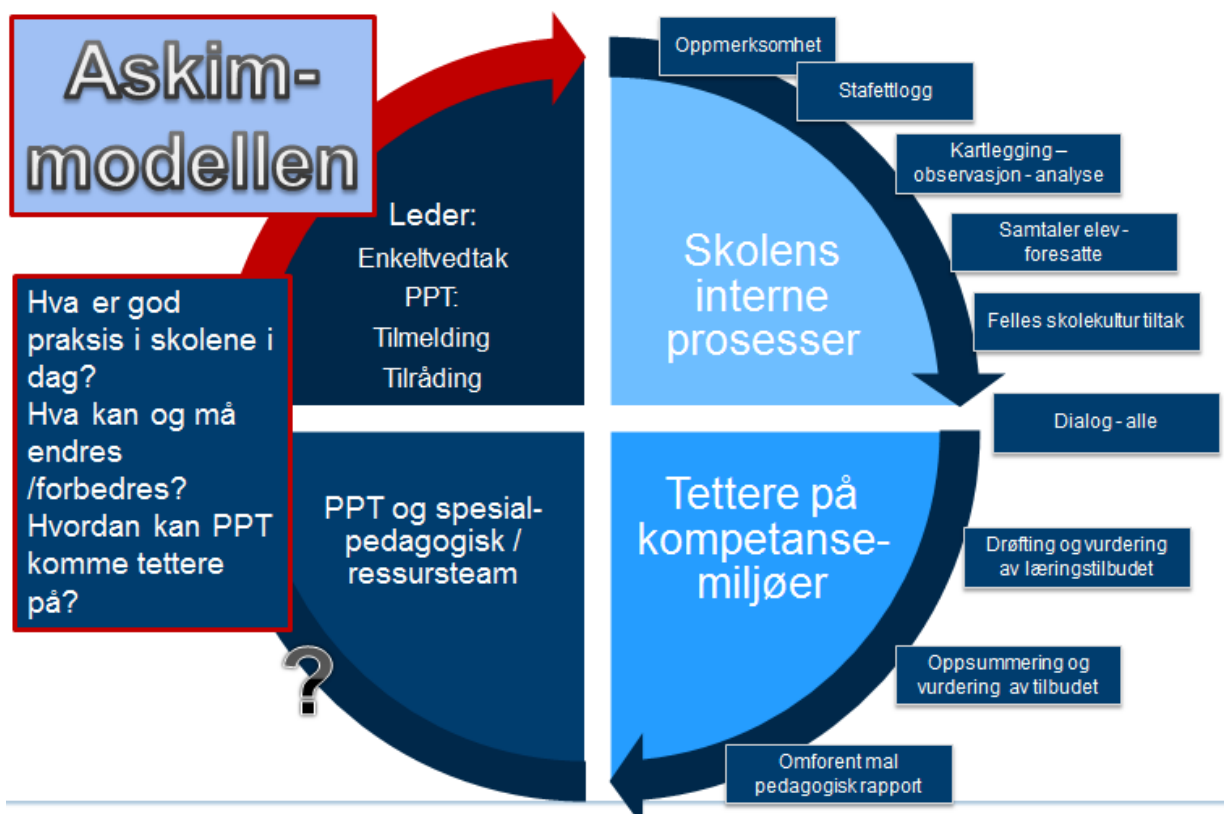 Askim-
modellen
Hva er god
praksis i skolene i
dag?
Hva kan og må
endres
/forbedres?
Hvordan kan PPT
komme tettere
på?
?
Leder:
Enkeltvedtak
PPT:
Tilmelding
Tilråding
Skolens
interne
prosesser
PPT og spesial-
pedagogisk /
ressursteam
Tettere på
kompetanse-
miljøer
Oppmerksomhet
Stafettlogg
Kartlegging –
observasjon - analyse
Samtaler elev-
foresatte
Felles skolekultur tiltak
Dialog - alle
Drøfting og vurdering
av læringstilbudet
Oppsummering og
vurdering av tilbudet
Omforent mal
pedagogisk rapport